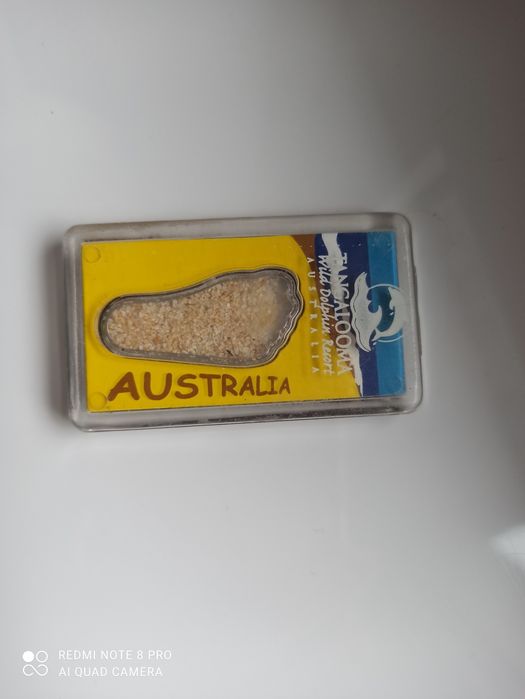 AUSTRALIA
TANGALOOMA
Wild Dolphin Resort
AUSTRALIA
REDMI NOTE 8 PRO
AI QUAD CAMERA